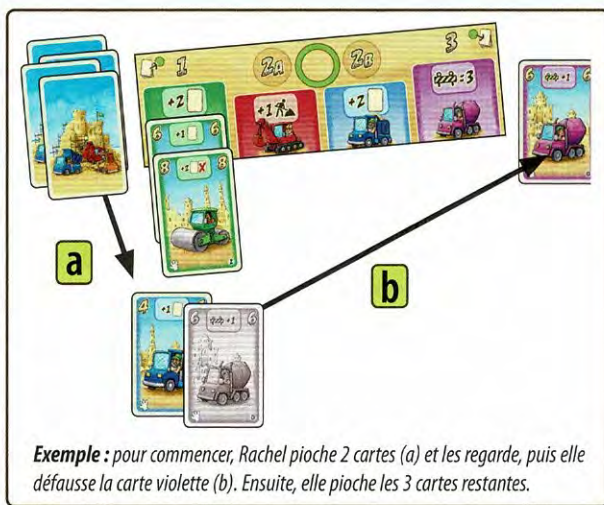 1 2A 2B 3
+2 +1 +2 =3
6 +1 6
8 +1 X 8
6 +1 6
a
b
4 +1
6 +1 6
Exemple : pour commencer, Rachel pioche 2 cartes (a) et les regarde, puis elle
défausse la carte violette (b). Ensuite, elle pioche les 3 cartes restantes.